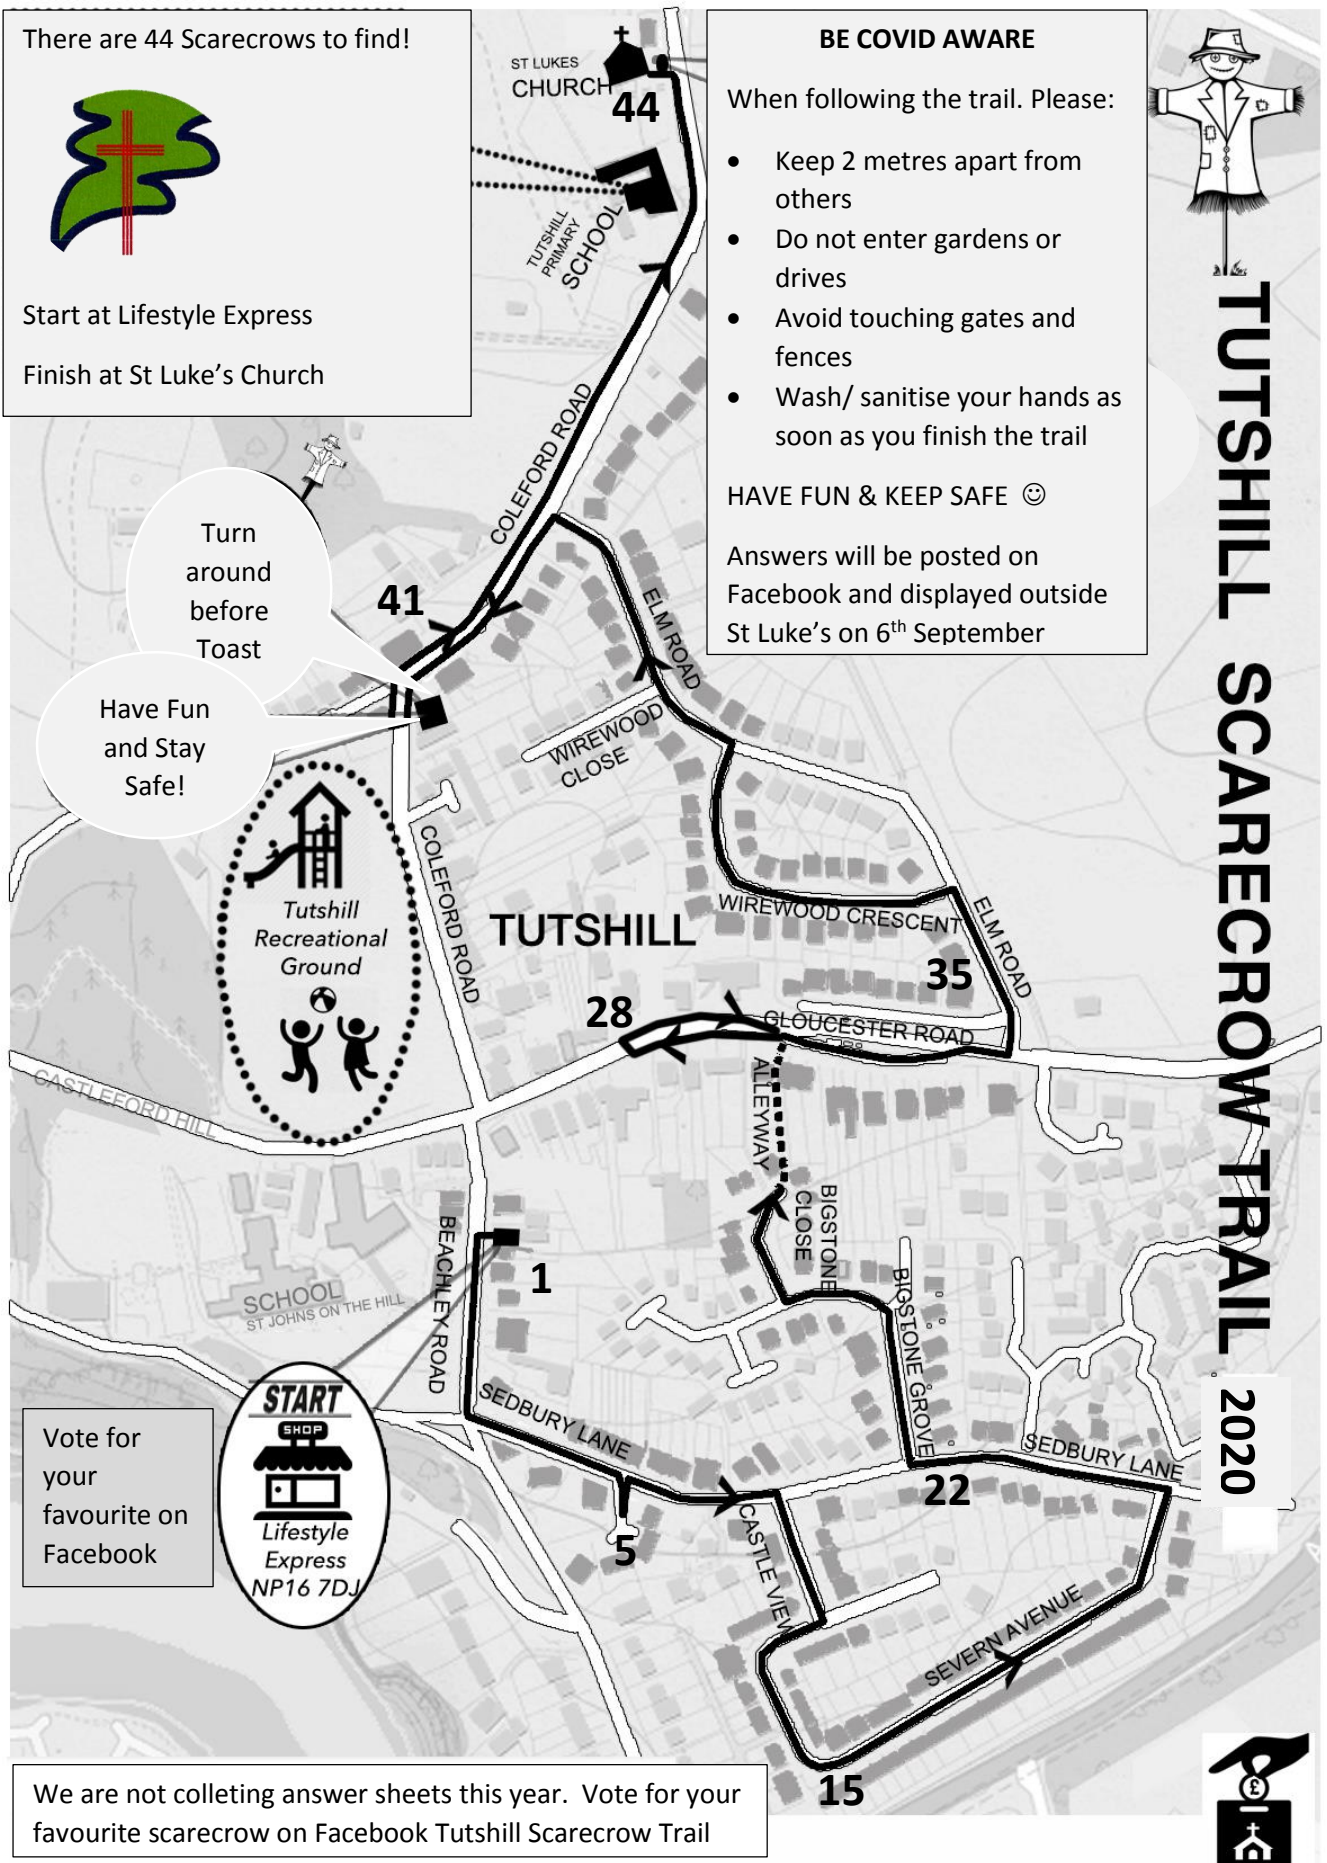 There are 44 Scarecrows to find!
Start at Lifestyle Express
Finish at St Luke's Church
BE COVID AWARE
When following the trail. Please:
• Keep 2 metres apart from
others
• Do not enter gardens or
drives
• Avoid touching gates and
fences
• Wash/ sanitise your hands as
soon as you finish the trail
HAVE FUN & KEEP SAFE ☺
Answers will be posted on
Facebook and displayed outside
St Luke's on 6th September
TUTSHILL SCARECROW TRAIL 2020
ST LUKES
CHURCH
44
TUTSHILL
PRIMARY
SCHOOL
COLEFORD ROAD
Turn
around
before
Toast
41
Have Fun
and Stay
Safe!
ELM ROAD
WIREWOOD
CLOSE
Tutshill
Recreational
Ground
COLEFORD ROAD
TUTSHILL
WIREWOOD CRESCENT
ELM ROAD
35
28
GLOUCESTER ROAD
CASTLEFORD HILL
ALLEYWAY
BIGSTONE
CLOSE
BEACHLEY ROAD
1
SCHOOL
ST JOHNS ON THE HILL
BIGSTONE GROVE
START
SHOP
Lifestyle
Express
NP16 7DJ
SEDBURY LANE
SEDBURY LANE
22
5
CASTLE VIEW
SEVERN AVENUE
15
Vote for
your
favourite on
Facebook
We are not colleting answer sheets this year. Vote for your
favourite scarecrow on Facebook Tutshill Scarecrow Trail
£